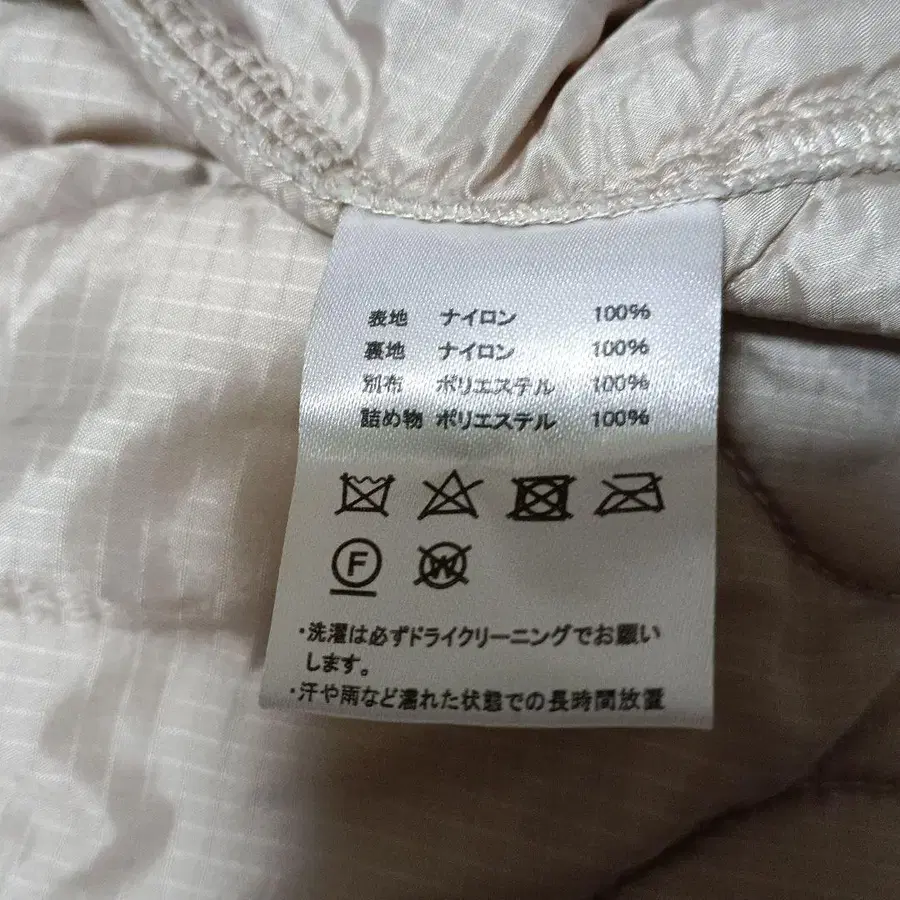 表地 ナイロン 100%
裏地 ナイロン 100%
別布 ポリエステル 100%
詰め物 ポリエステル 100%
F W
・洗濯は必ずドライクリーニングでお願い
します。
・汗や雨など濡れた状態での長時間放置